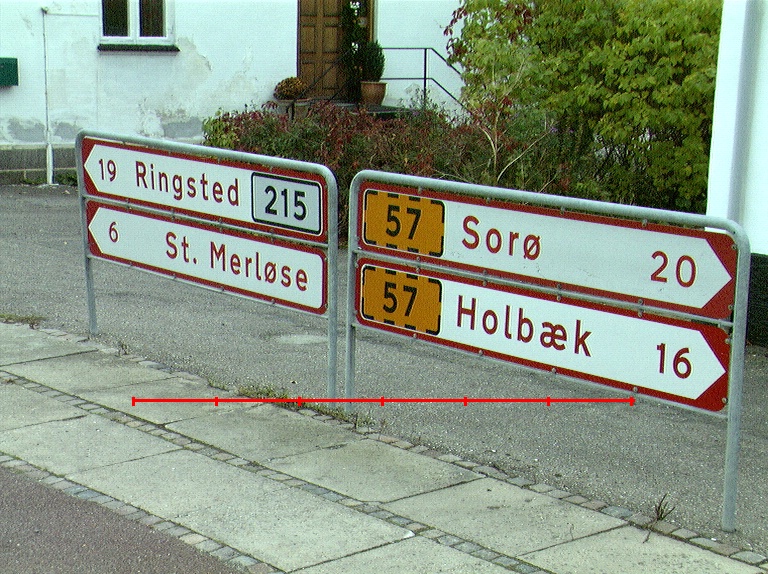 19 Ringsted 215
6 St. Merløse
57 Sorø 20
57 Holbæk 16